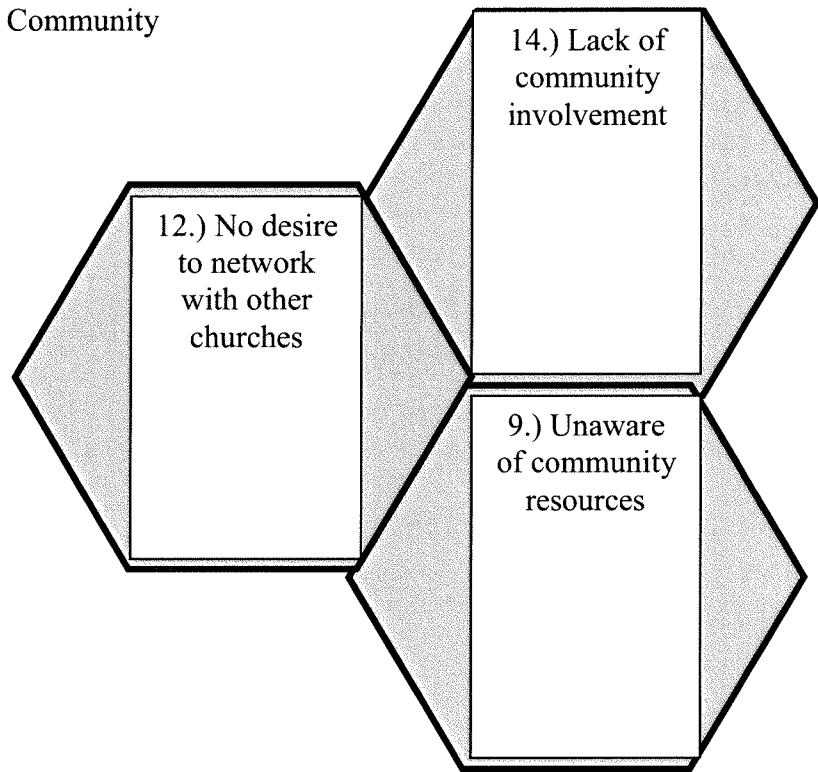 Community
14.) Lack of
community
involvement
12.) No desire
to network
with other
churches
9.) Unaware
of community
resources